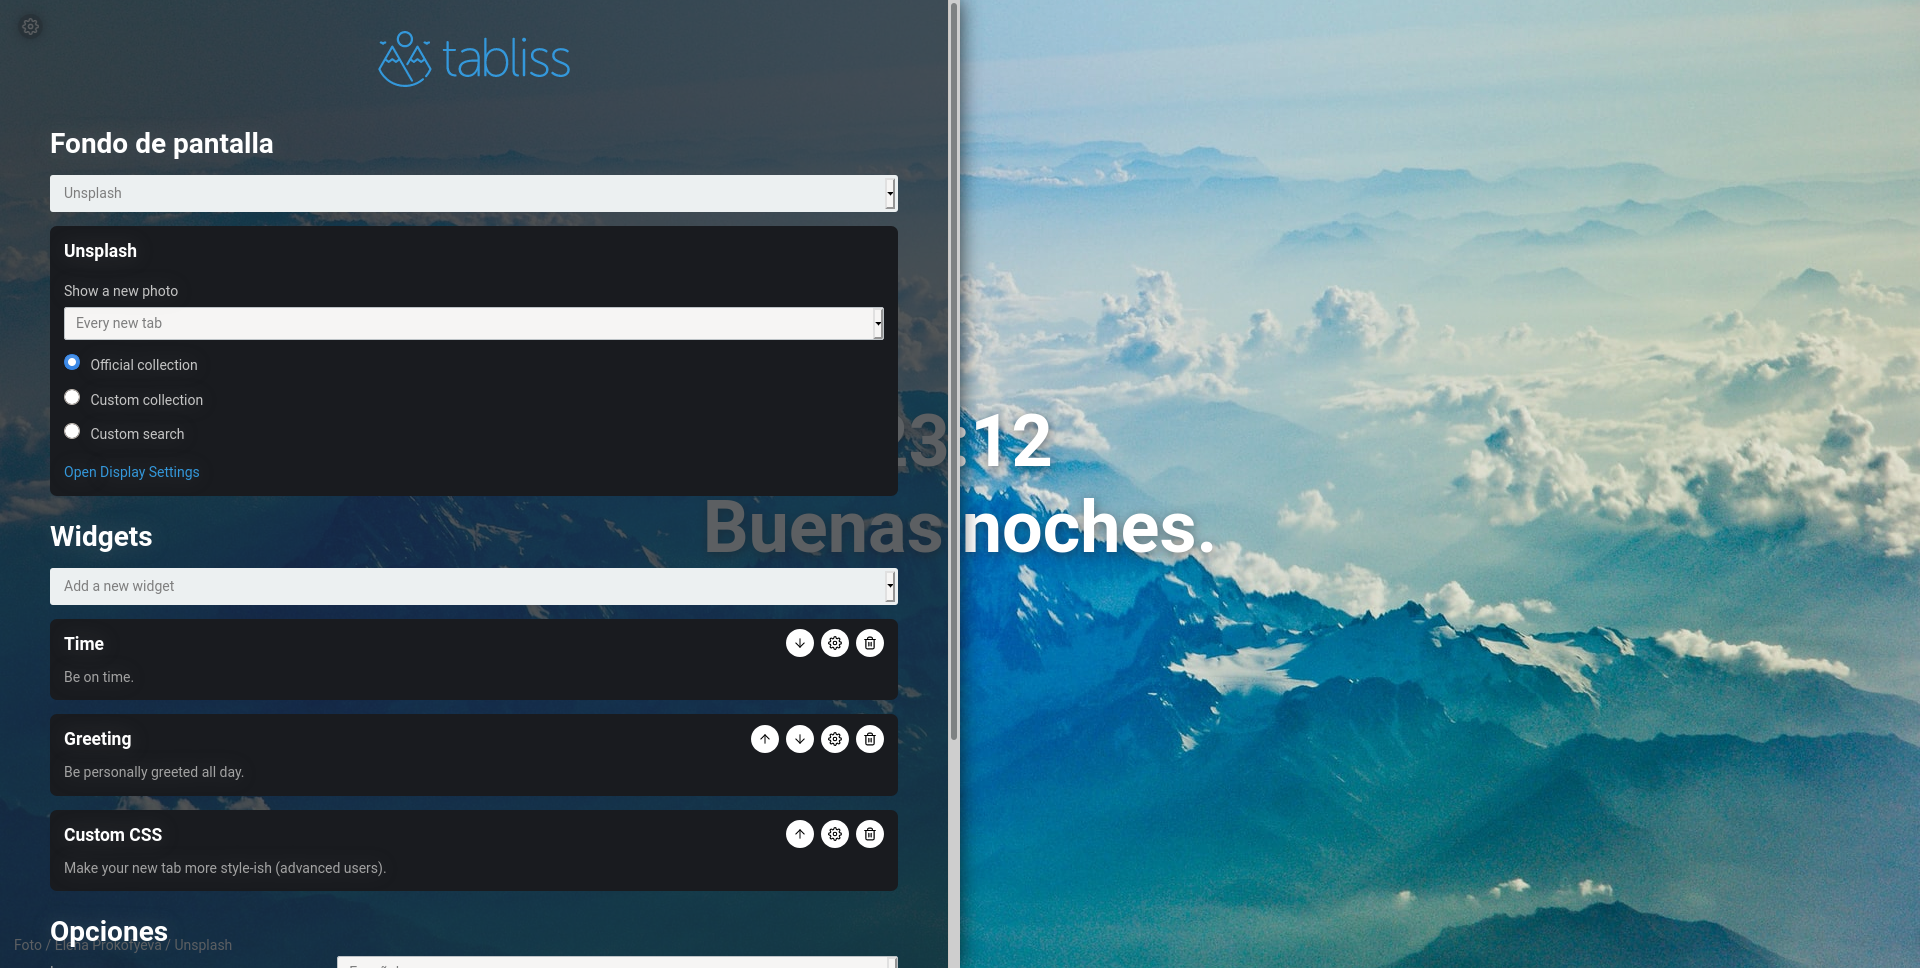 tabliss
Fondo de pantalla
Unsplash
Unsplash
Show a new photo
Every new tab
Official collection
Custom collection
Custom search
Open Display Settings
23:12
Buenas noches.
Widgets
Add a new widget
Time
Be on time.
Greeting
Be personally greeted all day.
Custom CSS
Make your new tab more style-ish (advanced users).
Opciones
Foto / Elena Prokofyeva / Unsplash